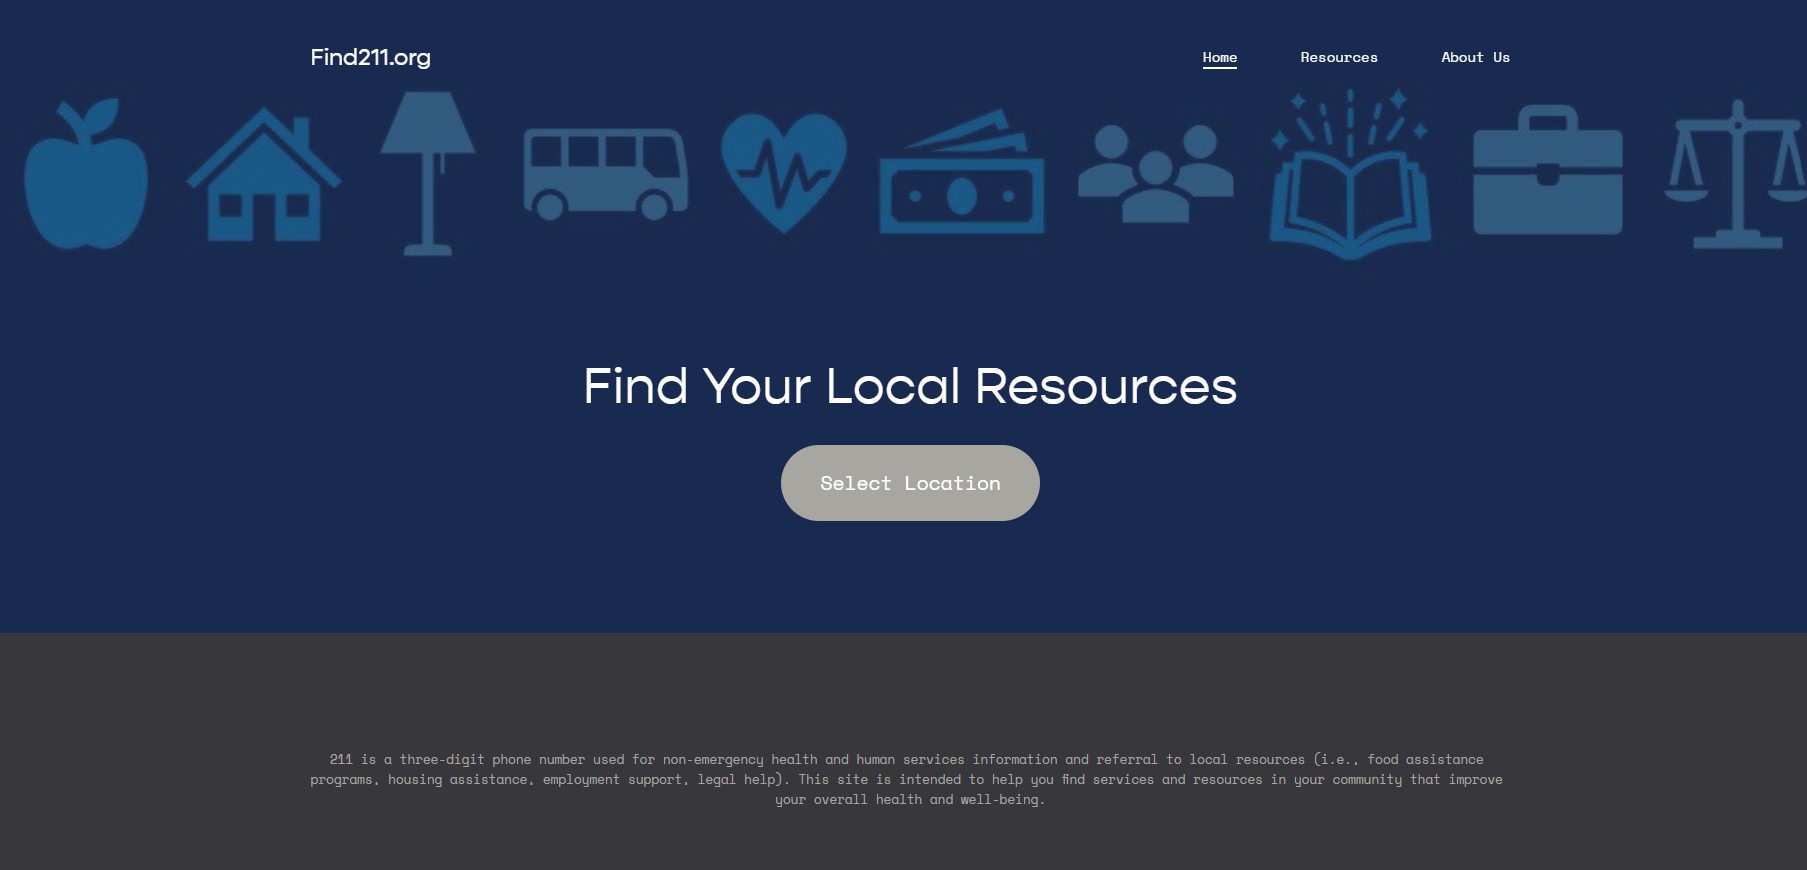 Find211.org
Home Resources About Us
Find Your Local Resources
Select Location
211 is a three-digit phone number used for non-emergency health and human services information and referral to local resources (i.e., food assistance
programs, housing assistance, employment support, legal help). This site is intended to help you find services and resources in your community that improve
your overall health and well-being.